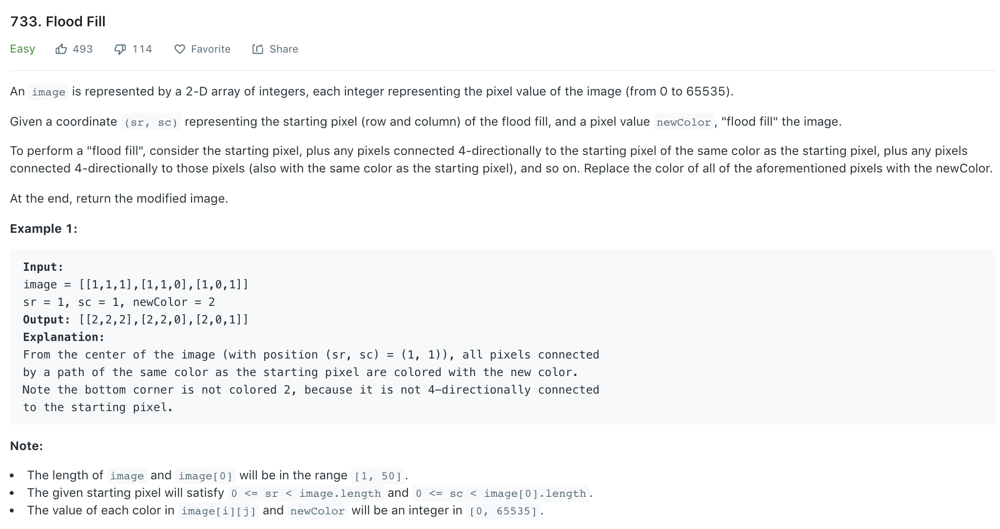 733. Flood Fill
Easy 493 114 Favorite Share
An image is represented by a 2-D array of integers, each integer representing the pixel value of the image (from 0 to 65535).
Given a coordinate (sr, sc) representing the starting pixel (row and column) of the flood fill, and a pixel value newColor, "flood fill" the image.
To perform a "flood fill", consider the starting pixel, plus any pixels connected 4-directionally to the starting pixel of the same color as the starting pixel, plus any pixels
connected 4-directionally to those pixels (also with the same color as the starting pixel), and so on. Replace the color of all of the aforementioned pixels with the newColor.
At the end, return the modified image.
Example 1:
Input:
image = [[1,1,1],[1,1,0],[1,0,1]]
sr = 1, sc = 1, newColor = 2
Output: [[2,2,2],[2,2,0],[2,0,1]]
Explanation:
From the center of the image (with position (sr, sc) = (1, 1)), all pixels connected
by a path of the same color as the starting pixel are colored with the new color.
Note the bottom corner is not colored 2, because it is not 4-directionally connected
to the starting pixel.
Note:
• The length of image and image[0] will be in the range [1, 50].
• The given starting pixel will satisfy 0 <= sr < image.length and 0 <= sc < image[0].length.
• The value of each color in image[i][j] and newColor will be an integer in [0, 65535].